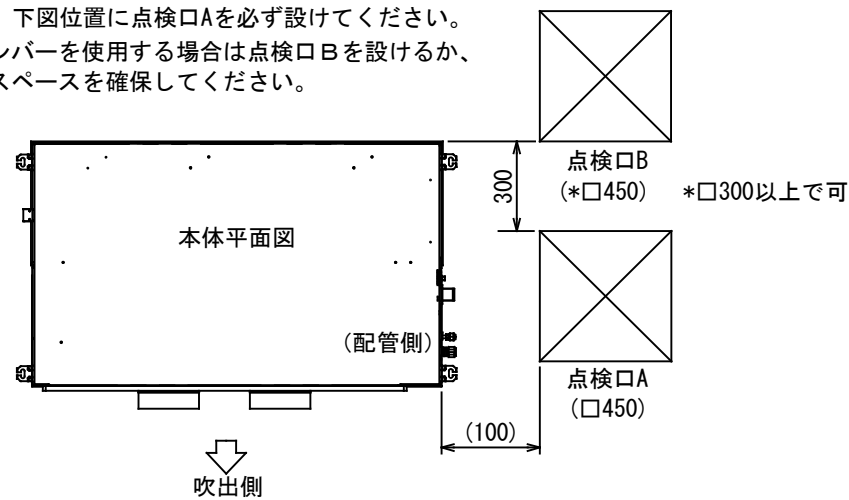 下図位置に点検口Aを必ず設けてください。
ンバーを使用する場合は点検口Bを設けるか、
スペースを確保してください。
点検口B
(*□450) *□300以上で可
300
本体平面図
(配管側)
点検口A
(□450)
(100)
吹出側